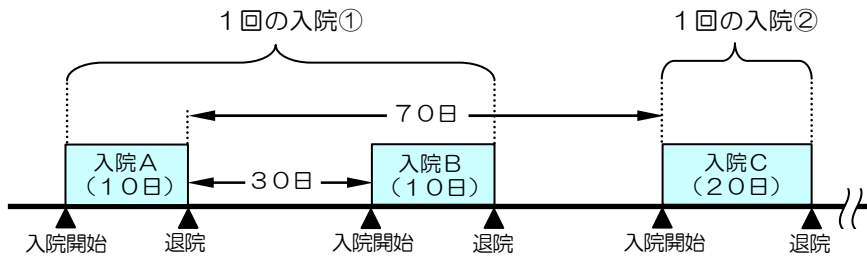 1回の入院① 1回の入院②
70日
入院A
(10日)
30日
入院B
(10日)
入院C
(20日)
入院開始 退院 入院開始 退院 入院開始 退院